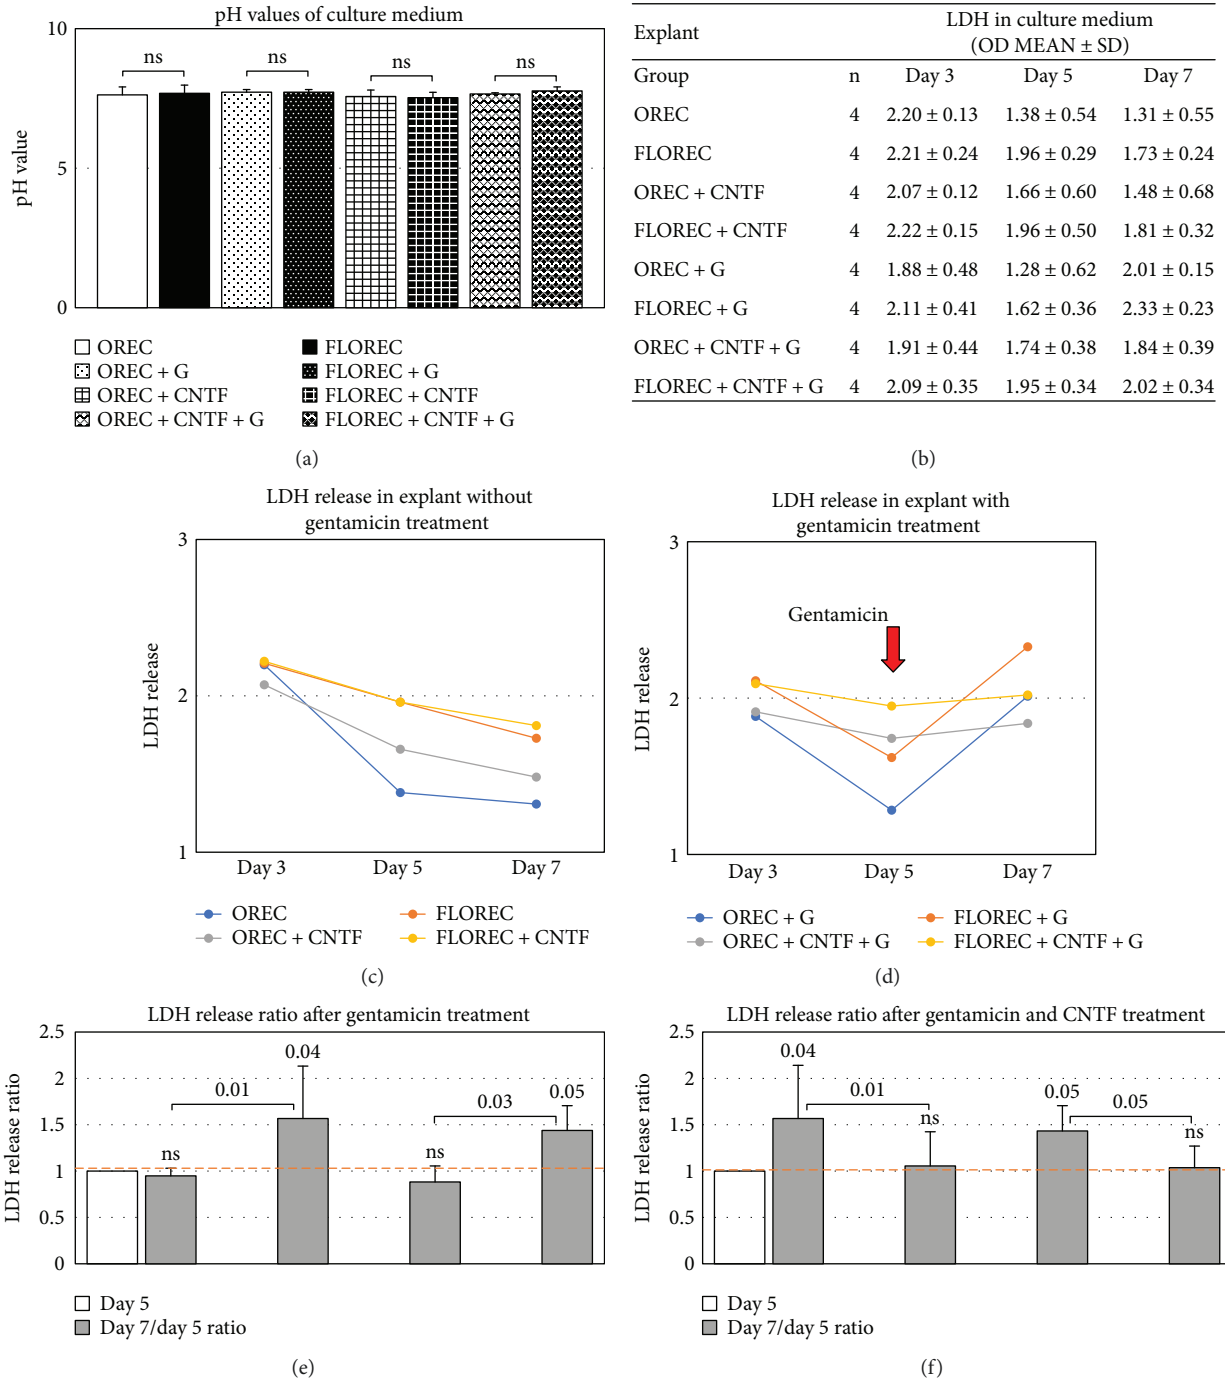 pH values of culture medium
10
5
0
pH value
ns
ns
ns
ns
OREC
FLOREC
OREC + G
FLOREC + G
OREC + CNTF
FLOREC + CNTF
OREC + CNTF + G
FLOREC + CNTF + G
(a)
Explant LDH in culture medium
(OD MEAN ± SD)
Group n Day 3 Day 5 Day 7
OREC 4 2.20 ± 0.13 1.38 ± 0.54 1.31 ± 0.55
FLOREC 4 2.21 ± 0.24 1.96 ± 0.29 1.73 ± 0.24
OREC + CNTF 4 2.07 ± 0.12 1.66 ± 0.60 1.48 ± 0.68
FLOREC + CNTF 4 2.22 ± 0.15 1.96 ± 0.50 1.81 ± 0.32
OREC + G 4 1.88 ± 0.48 1.28 ± 0.62 2.01 ± 0.15
FLOREC + G 4 2.11 ± 0.41 1.62 ± 0.36 2.33 ± 0.23
OREC + CNTF + G 4 1.91 ± 0.44 1.74 ± 0.38 1.84 ± 0.39
FLOREC + CNTF + G 4 2.09 ± 0.35 1.95 ± 0.34 2.02 ± 0.34
(b)
LDH release in explant without
gentamicin treatment
3
2
1
LDH release
Day 3 Day 5 Day 7
OREC
FLOREC
OREC + CNTF
FLOREC + CNTF
(c)
LDH release in explant with
gentamicin treatment
3
2
1
LDH release
Gentamicin
Day 3 Day 5 Day 7
OREC + G
FLOREC + G
OREC + CNTF + G
FLOREC + CNTF + G
(d)
LDH release ratio after gentamicin treatment
2.5
2
1.5
1
0.5
0
LDH release ratio
ns
0.01
0.04
ns
0.03
0.05
Day 5
Day 7/day 5 ratio
(e)
LDH release ratio after gentamicin and CNTF treatment
2.5
2
1.5
1
0.5
0
LDH release ratio
0.04
0.01
ns
0.05
0.05
ns
Day 5
Day 7/day 5 ratio
(f)